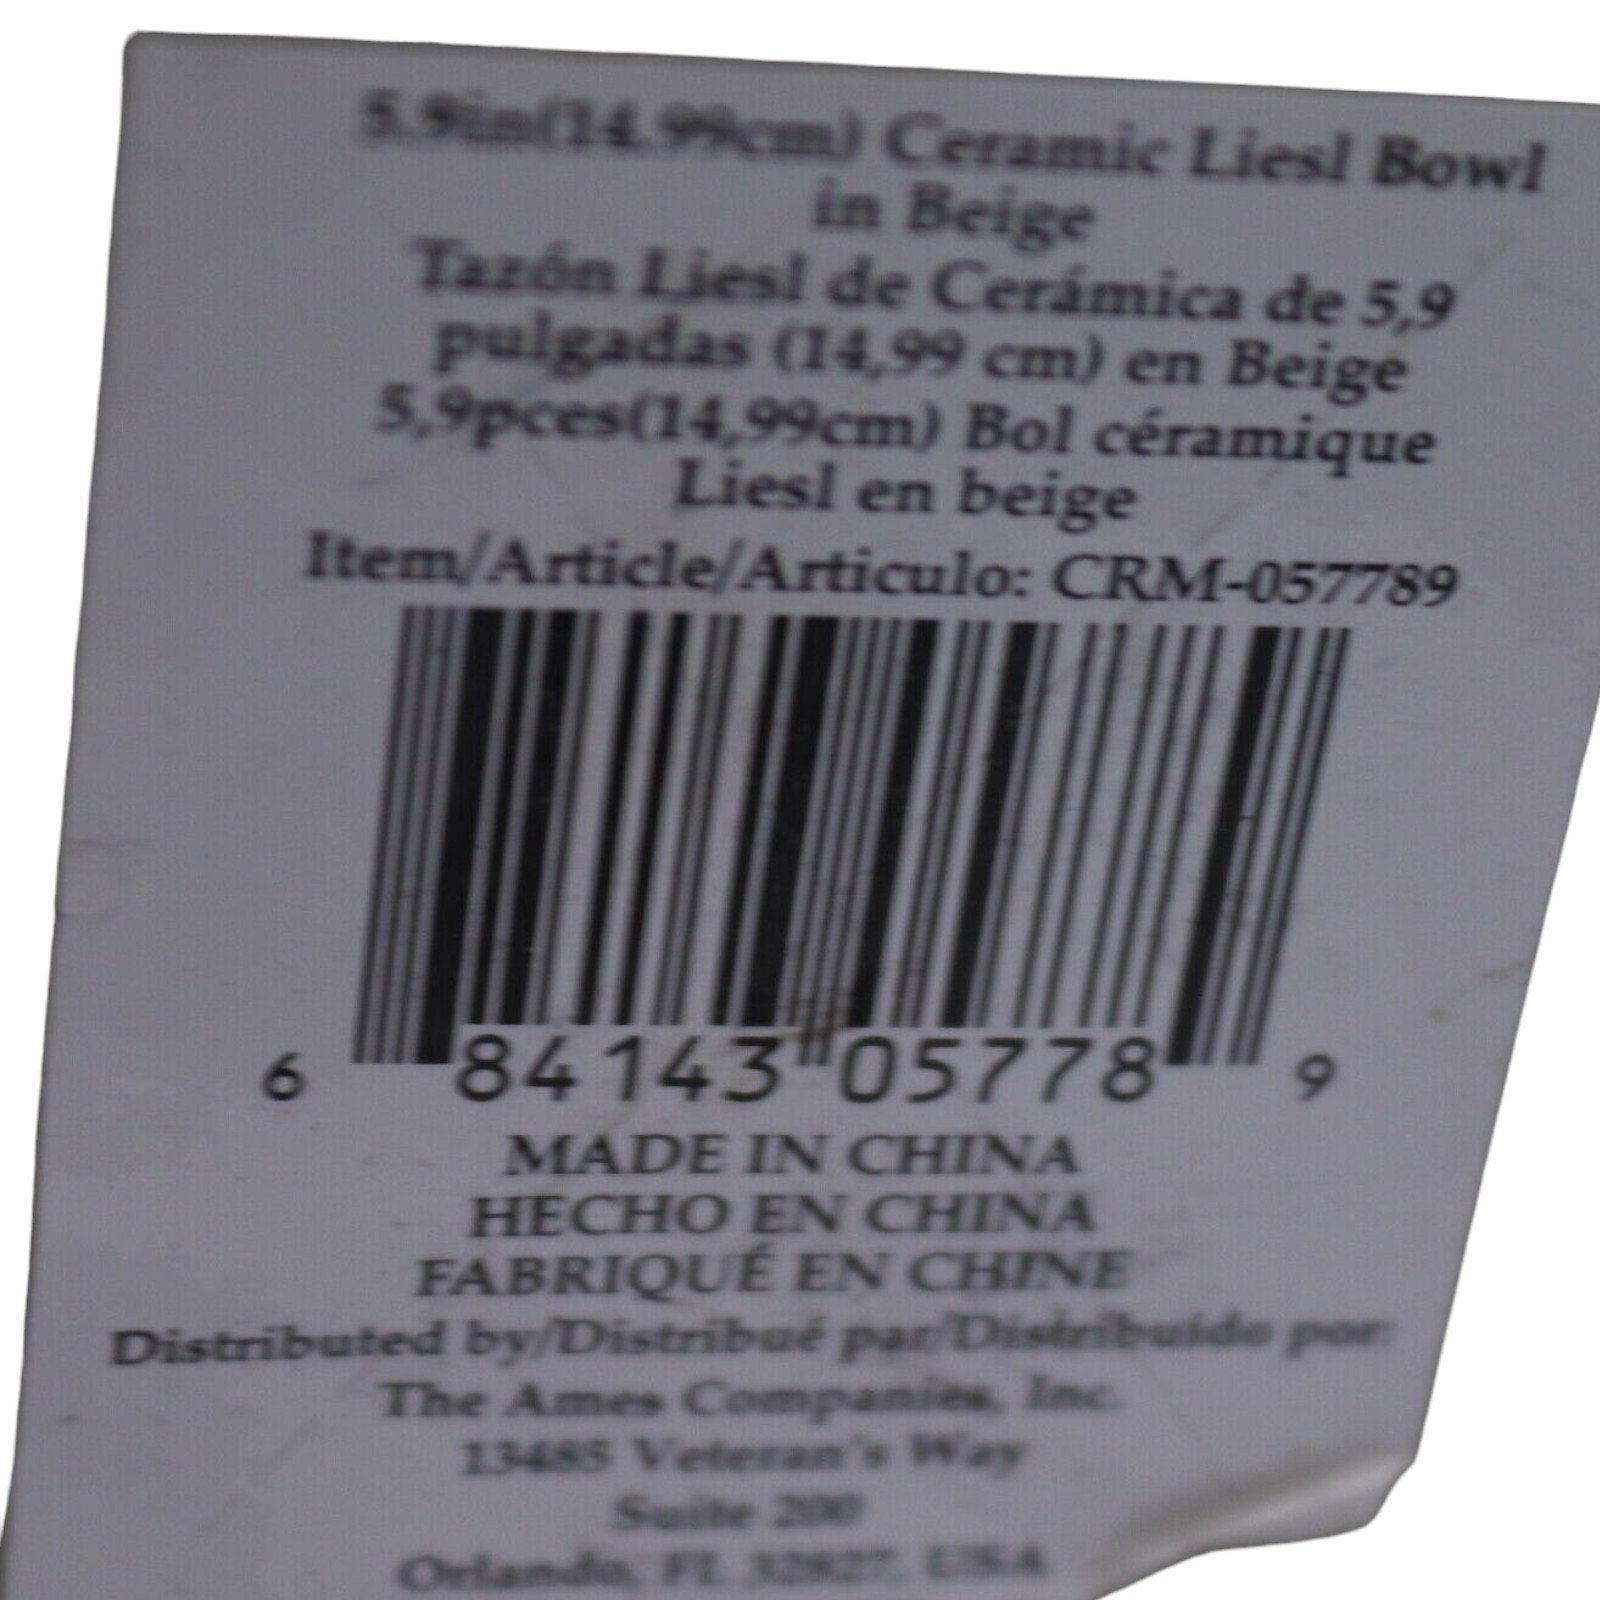 5.9in(14.99cm) Ceramic Liesl Bowl
in Beige
Tazón Liesl de Cerámica de 5,9
pulgadas (14,99 cm) en Beige
5,9pces(14,99cm) Bol céramique
Liesl en beige
Item/Article/Articulo: CRM-057789
6 84143 05778 9
MADE IN CHINA
HECHO EN CHINA
FABRIQUÉ EN CHINE
Distributed by/Distribué par/Distribuido por:
The Ames Companies, Inc.
13485 Veteran's Way
Suite 200
Orlando, FL 32827, USA